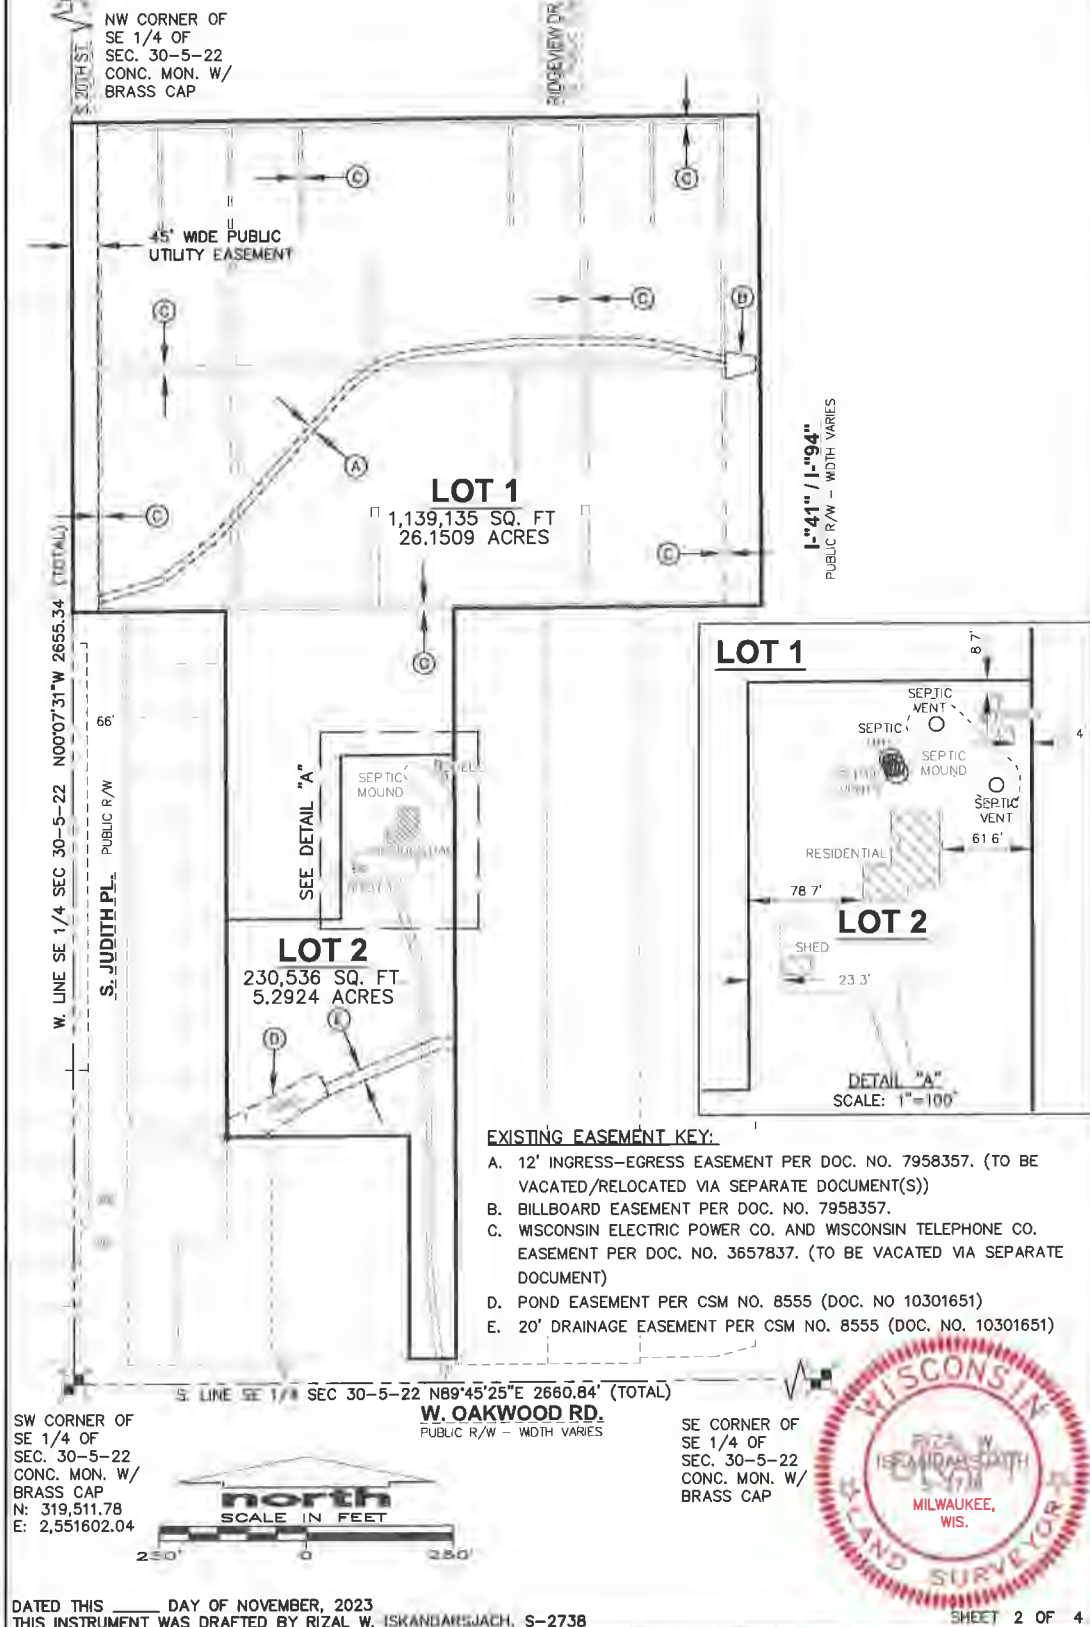 S. 20TH ST.
NW CORNER OF
SE 1/4 OF
SEC. 30-5-22
CONC. MON. W/
BRASS CAP
RIDGEVIEW DR.
C
C
45' WIDE PUBLIC
UTILITY EASEMENT
C
C
B
A
C
LOT 1
1,139,135 SQ. FT
26.1509 ACRES
C
C
I-"41" / I-"94"
PUBLIC R/W - WIDTH VARIES
W. LINE SE 1/4 SEC 30-5-22 N00°07'31"W 2655.34 (TOTAL)
66'
PUBLIC R/W
S. JUDITH PL.
SEE DETAIL "A"
SEPTIC
MOUND
LOT 2
230,536 SQ. FT.
5.2924 ACRES
E
D
LOT 1
8 7'
SEPTIC
VENT
SEPTIC
SEPTIC
MOUND
4
SEPTIC
VENT
61 6'
RESIDENTIAL
78 7'
LOT 2
SHED
23 3'
DETAIL "A"
SCALE: 1"=100'
EXISTING EASEMENT KEY:
A. 12' INGRESS-EGRESS EASEMENT PER DOC. NO. 7958357. (TO BE
VACATED/RELOCATED VIA SEPARATE DOCUMENT(S))
B. BILLBOARD EASEMENT PER DOC. NO. 7958357.
C. WISCONSIN ELECTRIC POWER CO. AND WISCONSIN TELEPHONE CO.
EASEMENT PER DOC. NO. 3657837. (TO BE VACATED VIA SEPARATE
DOCUMENT)
D. POND EASEMENT PER CSM NO. 8555 (DOC. NO 10301651)
E. 20' DRAINAGE EASEMENT PER CSM NO. 8555 (DOC. NO. 10301651)
S. LINE SE 1/4 SEC 30-5-22 N89°45'25"E 2660.84' (TOTAL)
W. OAKWOOD RD.
PUBLIC R/W - WIDTH VARIES
SW CORNER OF
SE 1/4 OF
SEC. 30-5-22
CONC. MON. W/
BRASS CAP
N: 319,511.78
E: 2,551602.04
SE CORNER OF
SE 1/4 OF
SEC. 30-5-22
CONC. MON. W/
BRASS CAP
north
SCALE IN FEET
250' 0 250'
WISCONSIN
RIZAL W.
S-2738
MILWAUKEE,
WIS.
LAND SURVEYOR
DATED THIS _____ DAY OF NOVEMBER, 2023
THIS INSTRUMENT WAS DRAFTED BY RIZAL W. ISKANDARSJACH, S-2738
SHEET 2 OF 4